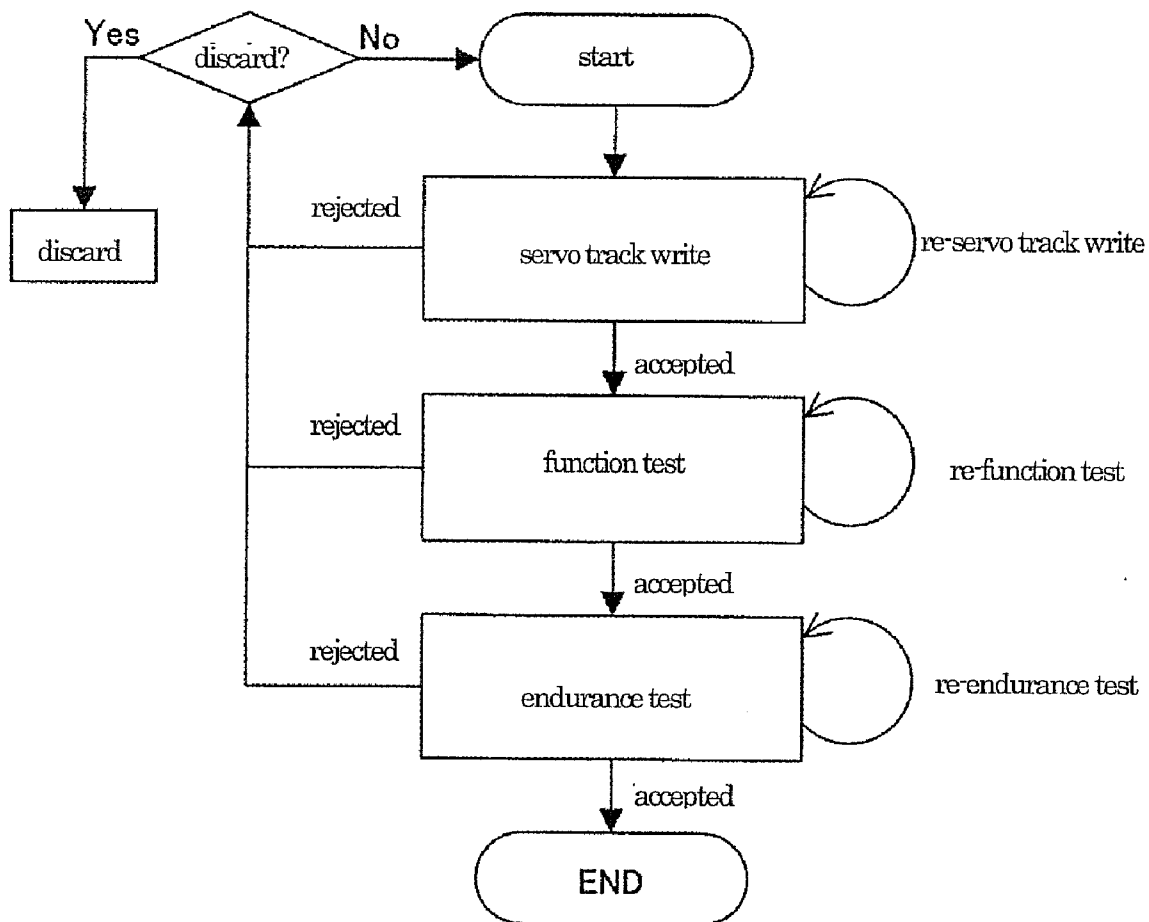 Yes
discard?
No
start
discard
rejected
servo track write
re-servo track write
accepted
rejected
function test
re-function test
accepted
rejected
endurance test
re-endurance test
accepted
END